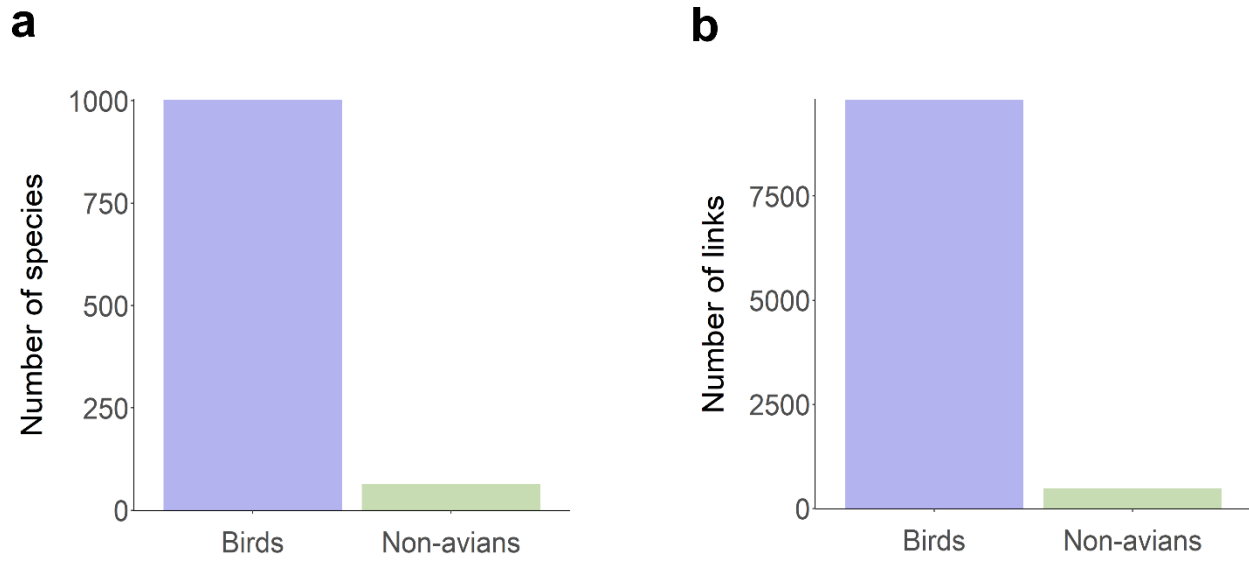 a
Number of species
1000
750
500
250
0
Birds
Non-avians
b
Number of links
7500
5000
2500
0
Birds
Non-avians